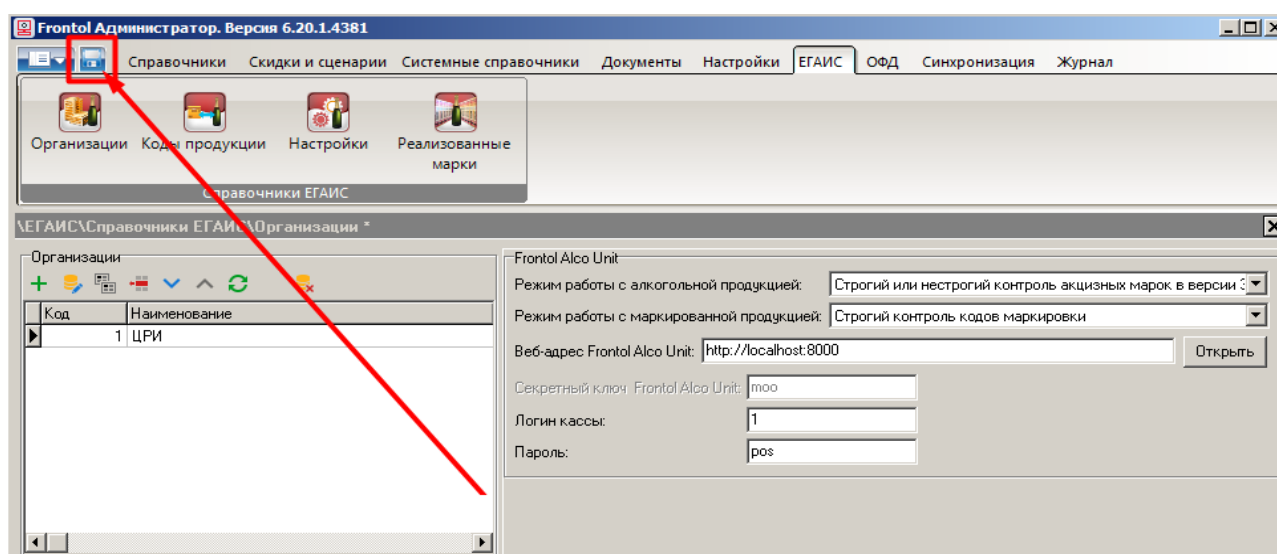 Frontol Администратор. Версия 6.20.1.4381
Справочники Скидки и сценарии Системные справочники Документы Настройки ЕГАИС ОФД Синхронизация Журнал
Организации Коды продукции Настройки Реализованные марки
Справочники ЕГАИС
\ЕГАИС\Справочники ЕГАИС\Организации *
Организации
Код Наименование
1 ЦРИ
Frontol Alco Unit
Режим работы с алкогольной продукцией: Строгий или нестрогий контроль акцизных марок в версии
Режим работы с маркированной продукцией: Строгий контроль кодов маркировки
Веб-адрес Frontol Alco Unit: http://localhost:8000 Открыть
Секретный ключ Frontol Alco Unit: moo
Логин кассы: 1
Пароль: pos